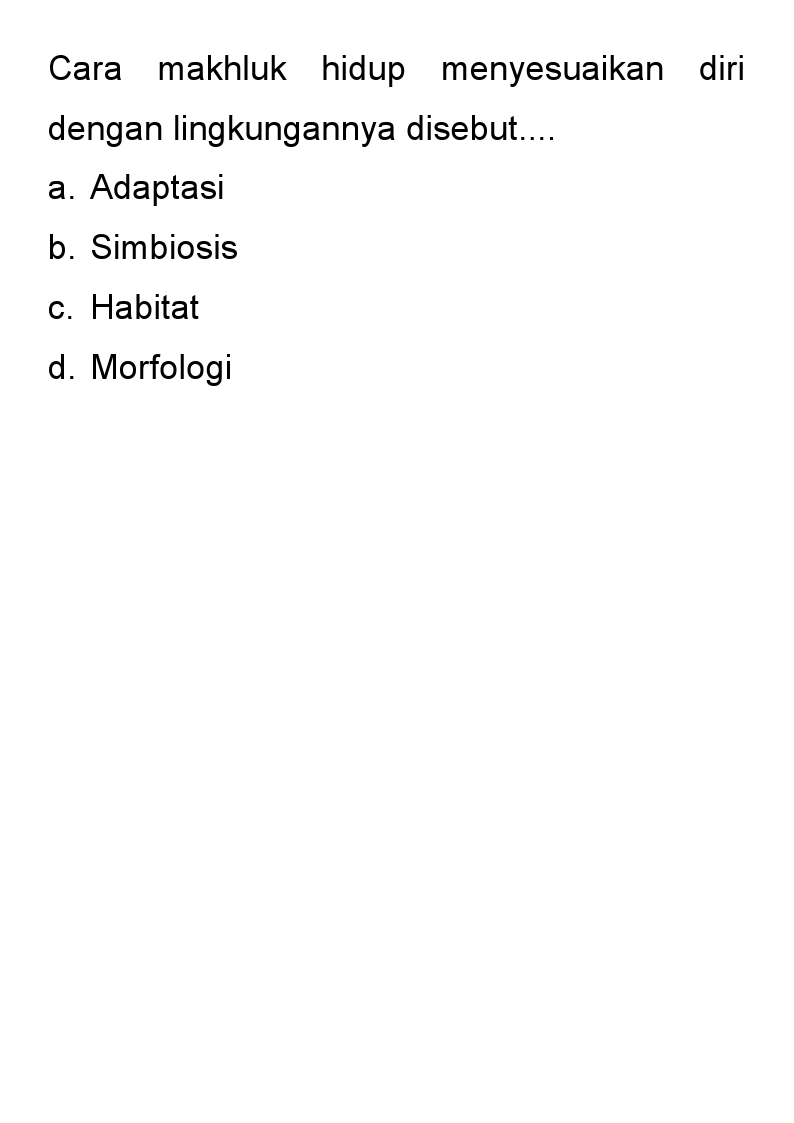 Cara makhluk hidup menyesuaikan diri
dengan lingkungannya disebut....
a. Adaptasi
b. Simbiosis
c. Habitat
d. Morfologi